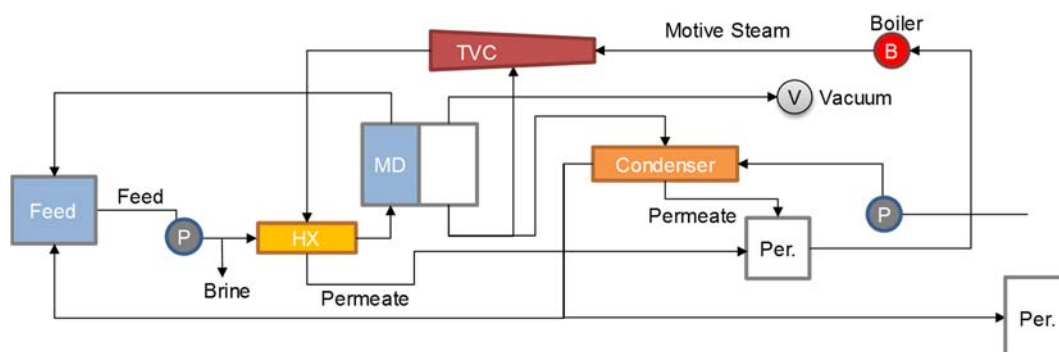 Boiler
Motive Steam
B
TVC
V
Vacuum
MD
Condenser
Feed
Feed
P
HX
Permeate
P
Per.
Brine
Permeate
Per.